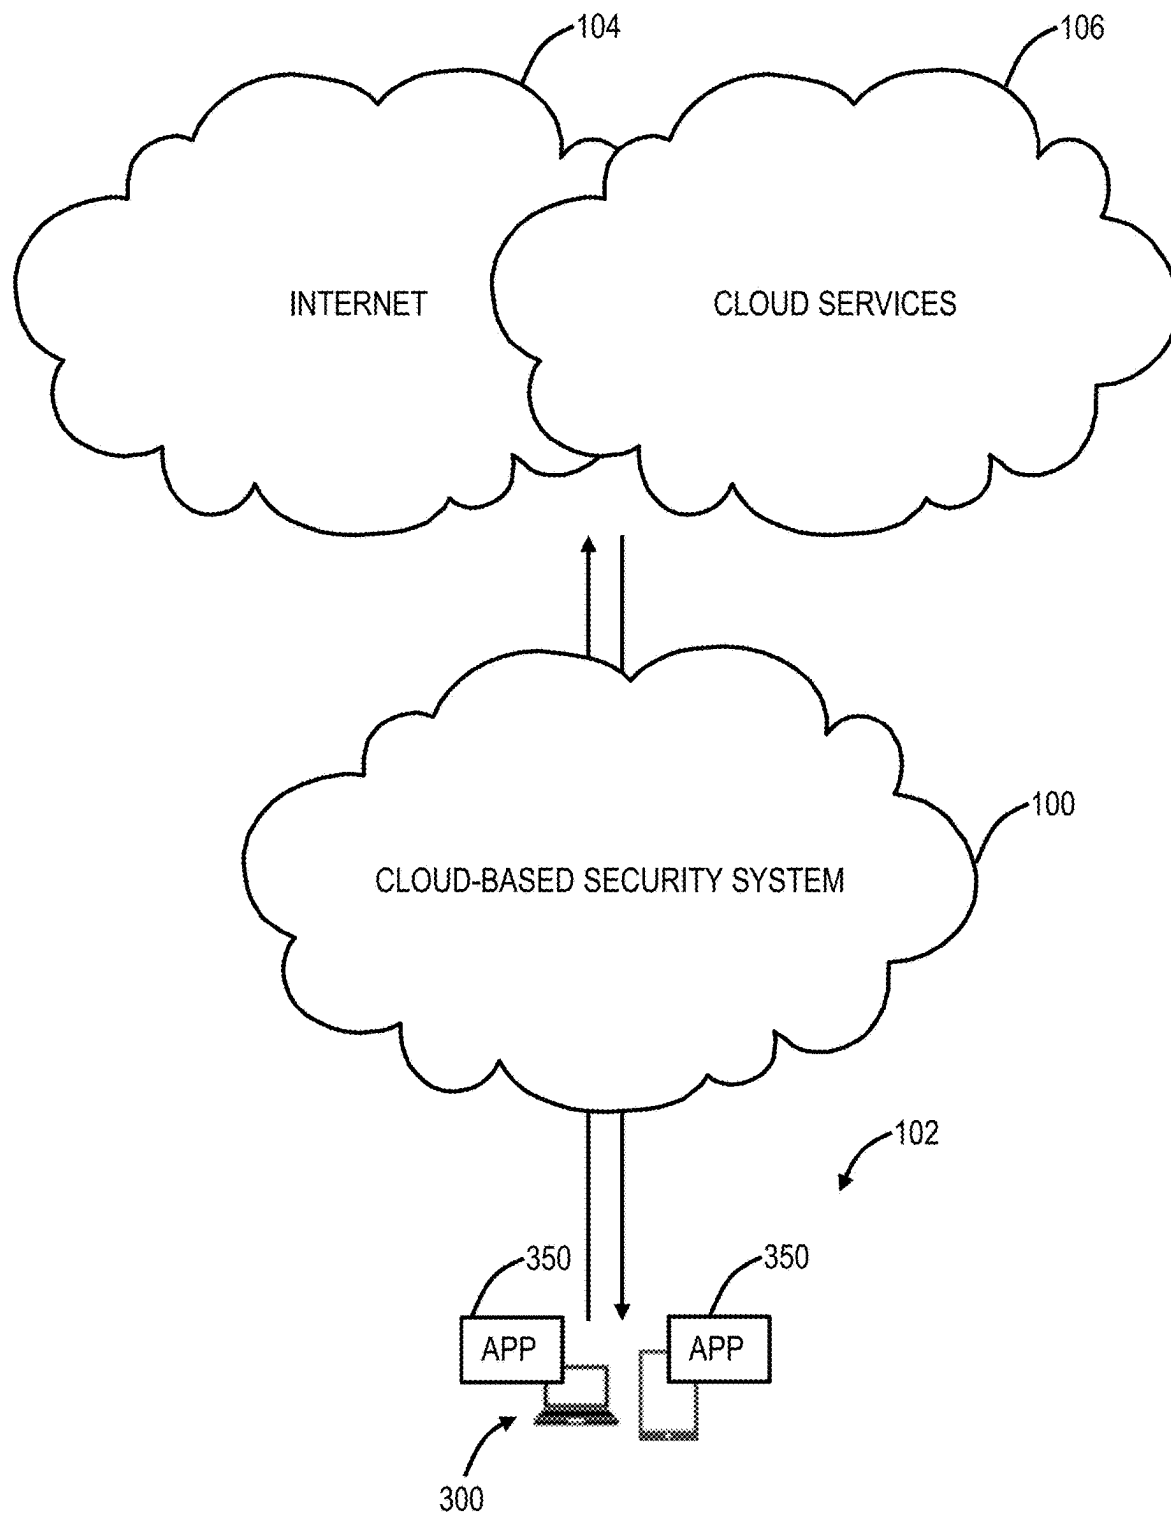 104
106
INTERNET
CLOUD SERVICES
100
CLOUD-BASED SECURITY SYSTEM
102
350
350
APP
APP
300